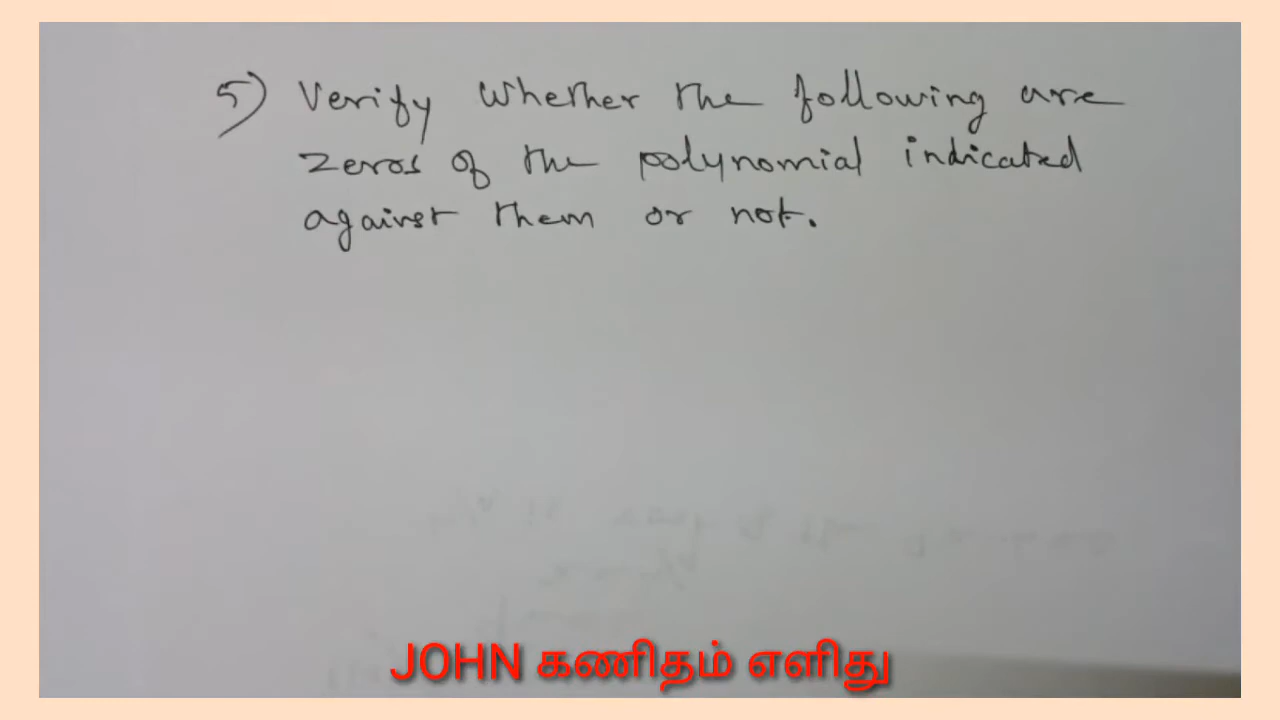 5) Verify whether the following are
zeros of the polynomial indicated
against them or not.
JOHN கணிதம் எளிது